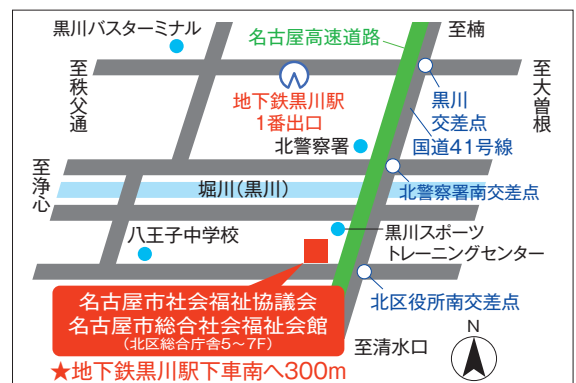 黒川バスターミナル
名古屋高速道路
至楠
至秩父通
至大曽根
地下鉄黒川駅
1番出口
黒川
交差点
北警察署
国道41号線
至浄心
堀川(黒川)
北警察署南交差点
八王子中学校
黒川スポーツ
トレーニングセンター
名古屋市社会福祉協議会
名古屋市総合社会福祉会館
(北区総合庁舎5〜7F)
北区役所南交差点
至清水口
N
★地下鉄黒川駅下車南へ300m